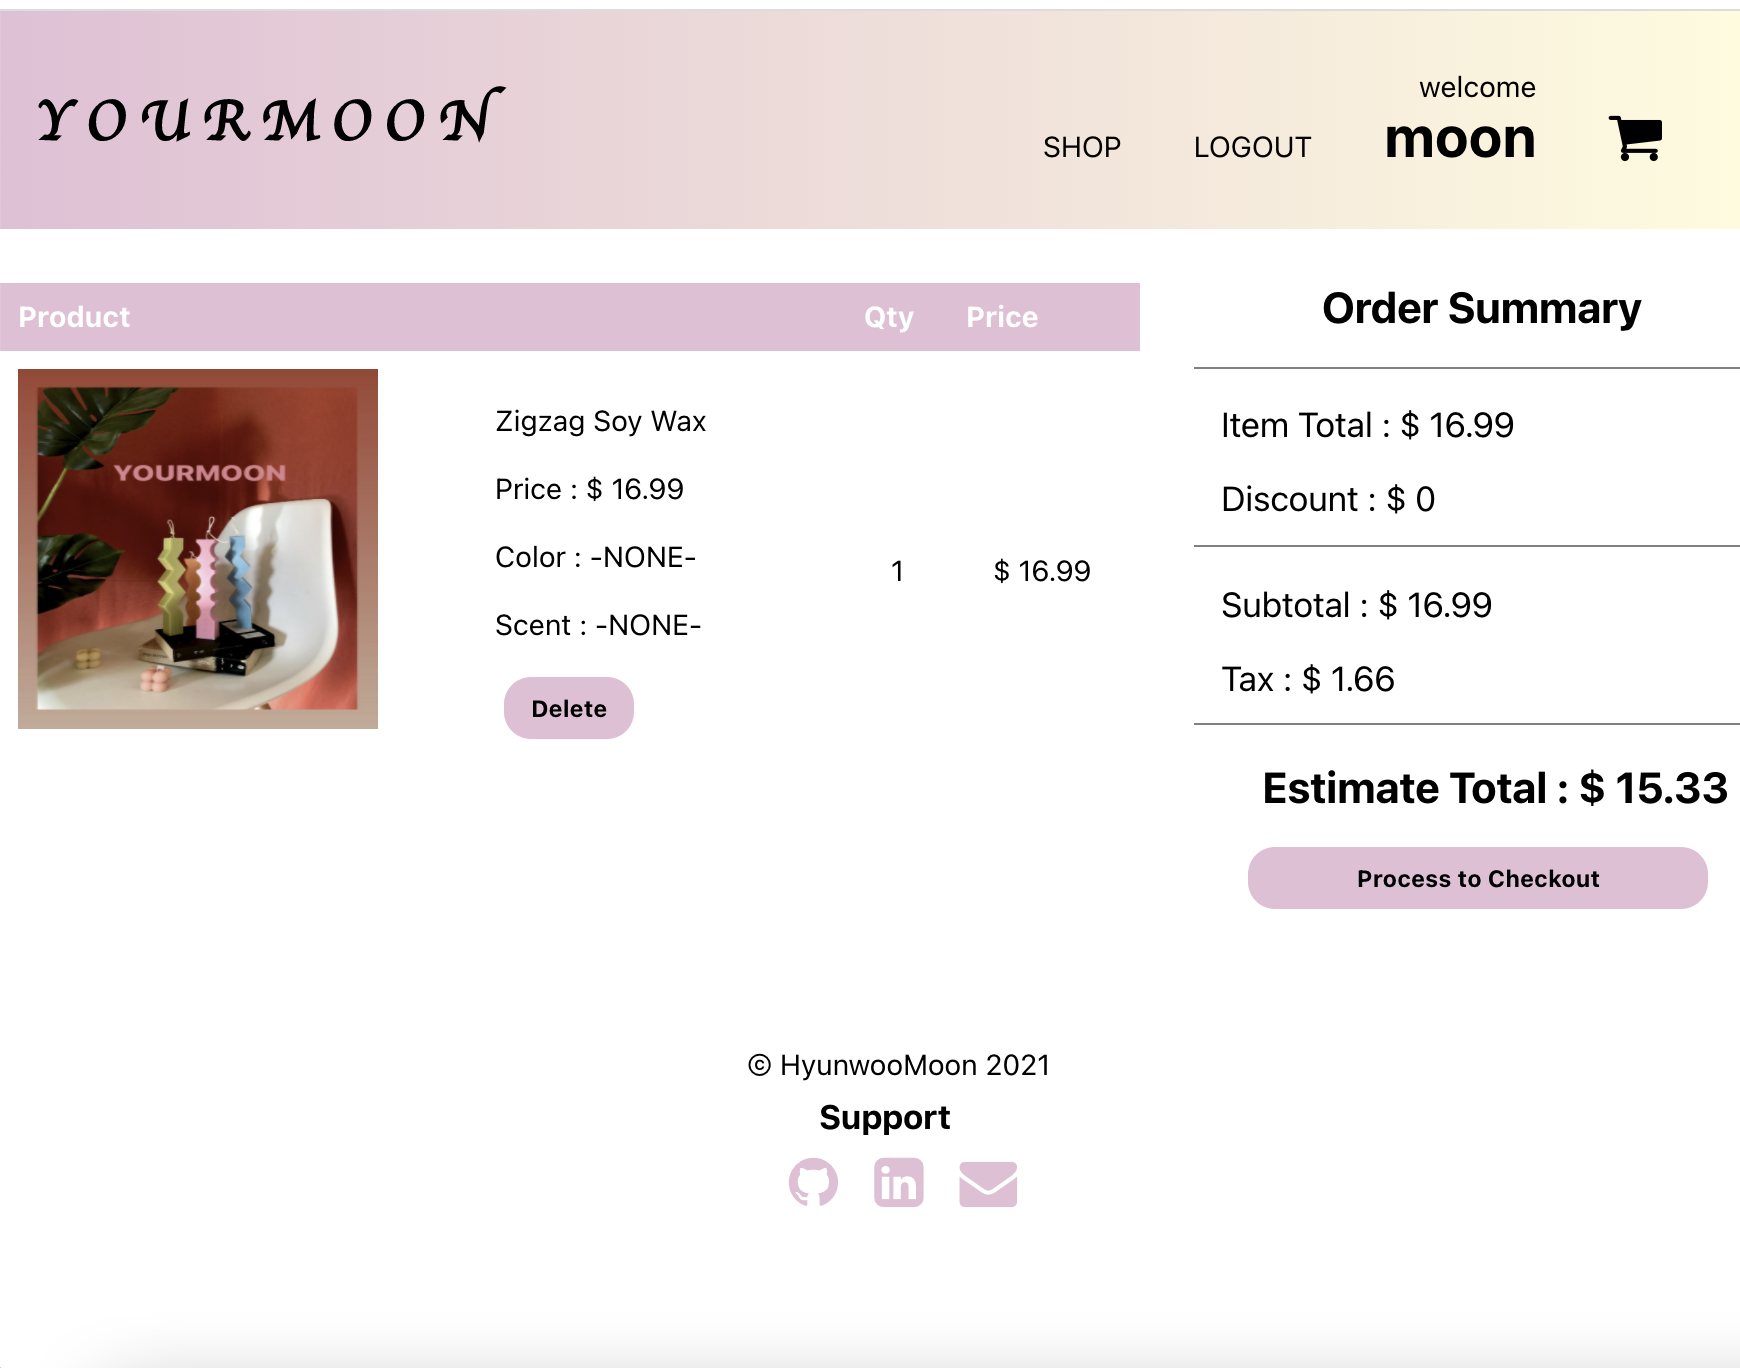 YOURMOON
SHOP
LOGOUT
welcome
moon
Product
Qty
Price
YOURMOON
Zigzag Soy Wax
Price : $ 16.99
Color : -NONE-
Scent : -NONE-
Delete
1
$ 16.99
Order Summary
Item Total : $ 16.99
Discount : $ 0
Subtotal : $ 16.99
Tax : $ 1.66
Estimate Total : $ 15.33
Process to Checkout
© HyunwooMoon 2021
Support
in